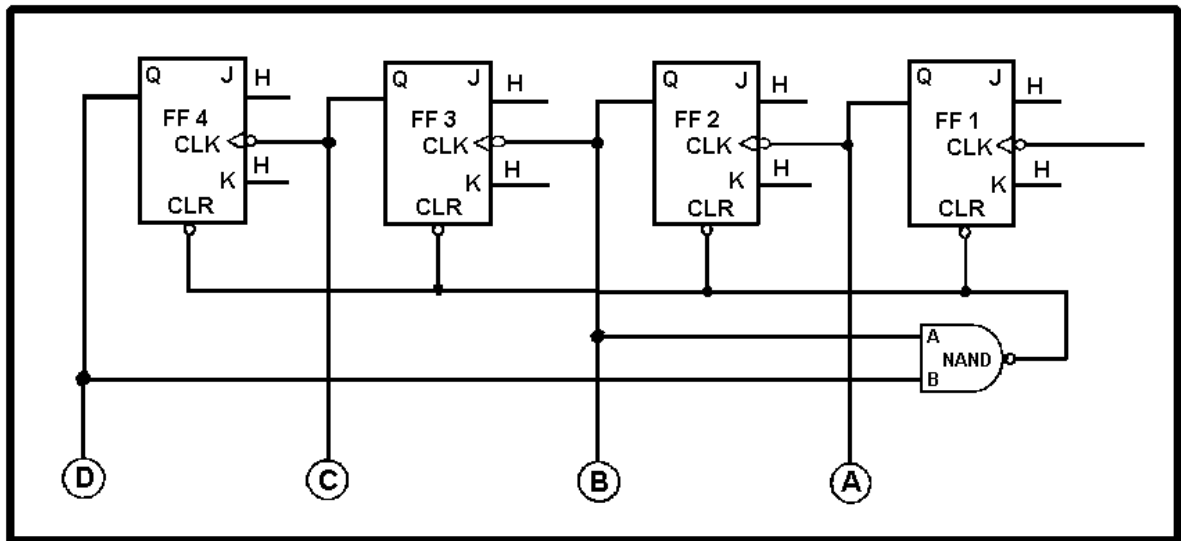 Q J H
FF 4
CLK
H
K
CLR
Q J H
FF 3
CLK
H
K
CLR
Q J H
FF 2
CLK
H
K
CLR
Q J H
FF 1
CLK
H
K
CLR
A
NAND
B
D
C
B
A